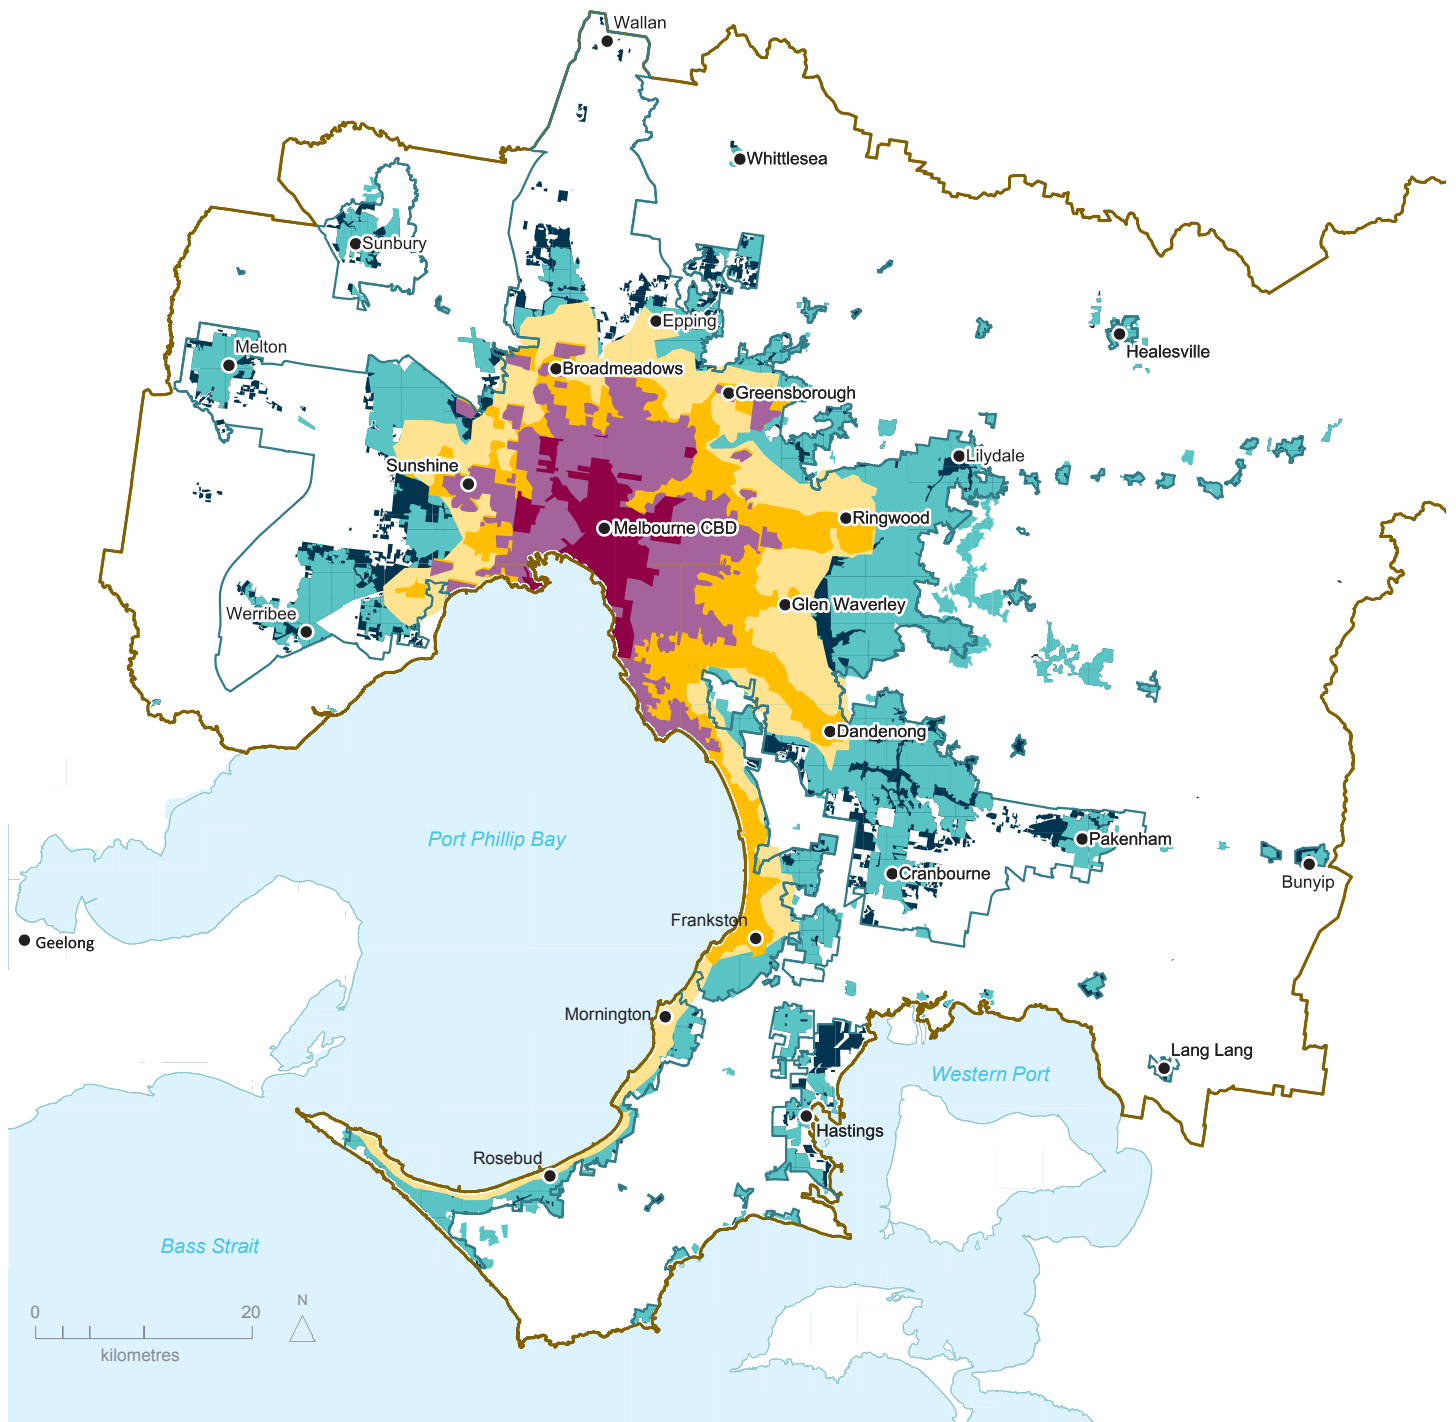 Wallan
Whittlesea
Sunbury
Epping
Healesville
Melton
Broadmeadows
Greensborough
Lilydale
Sunshine
Ringwood
Melbourne CBD
Glen Waverley
Werribee
Dandenong
Port Phillip Bay
Pakenham
Cranbourne
Bunyip
Frankston
Geelong
Mornington
Lang Lang
Western Port
Hastings
Rosebud
Bass Strait
0 20
N
kilometres